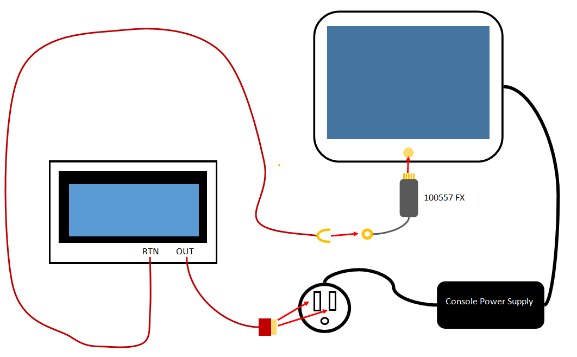 100557 FX
RTN OUT
Console Power Supply